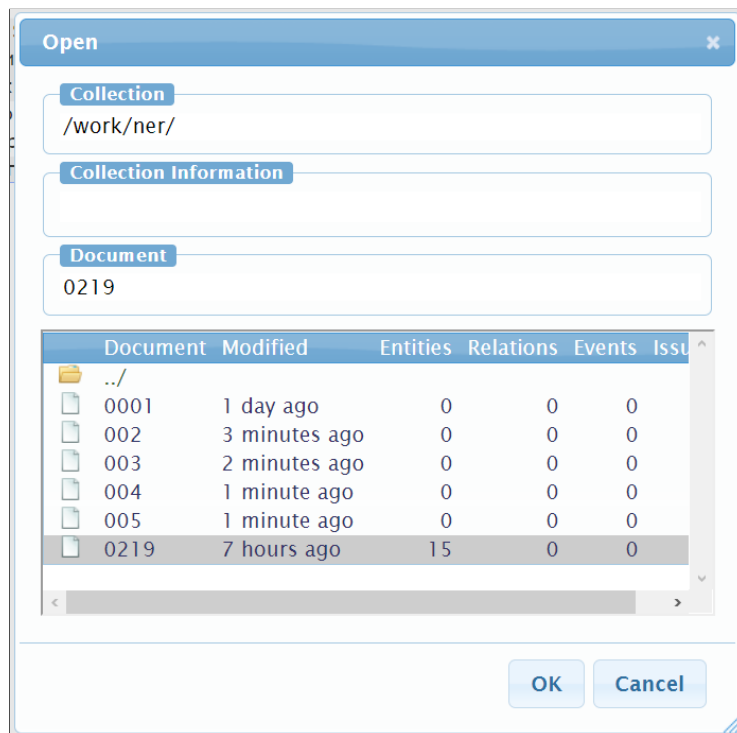 Open
Collection
/work/ner/
Collection Information
Document
0219
Document Modified Entities Relations Events Issu
../
0001 1 day ago 0 0 0
002 3 minutes ago 0 0 0
003 2 minutes ago 0 0 0
004 1 minute ago 0 0 0
005 1 minute ago 0 0 0
0219 7 hours ago 15 0 0
OK Cancel